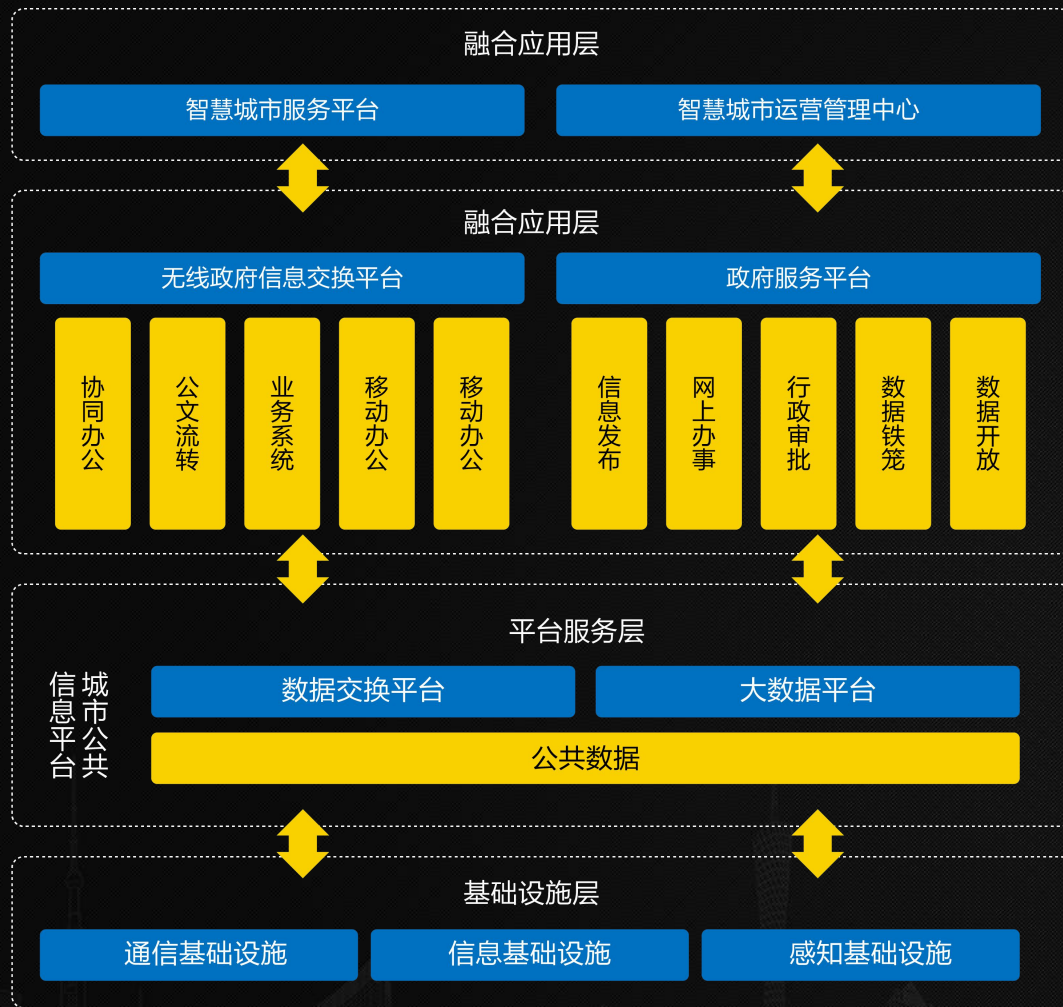 融合应用层
智慧城市服务平台
智慧城市运营管理中心
融合应用层
无线政府信息交换平台
政府服务平台
协同办公
公文流转
业务系统
移动办公
移动办公
信息发布
网上办事
行政审批
数据铁笼
数据开放
平台服务层
城市公共
信息平台
数据交换平台
大数据平台
公共数据
基础设施层
通信基础设施
信息基础设施
感知基础设施